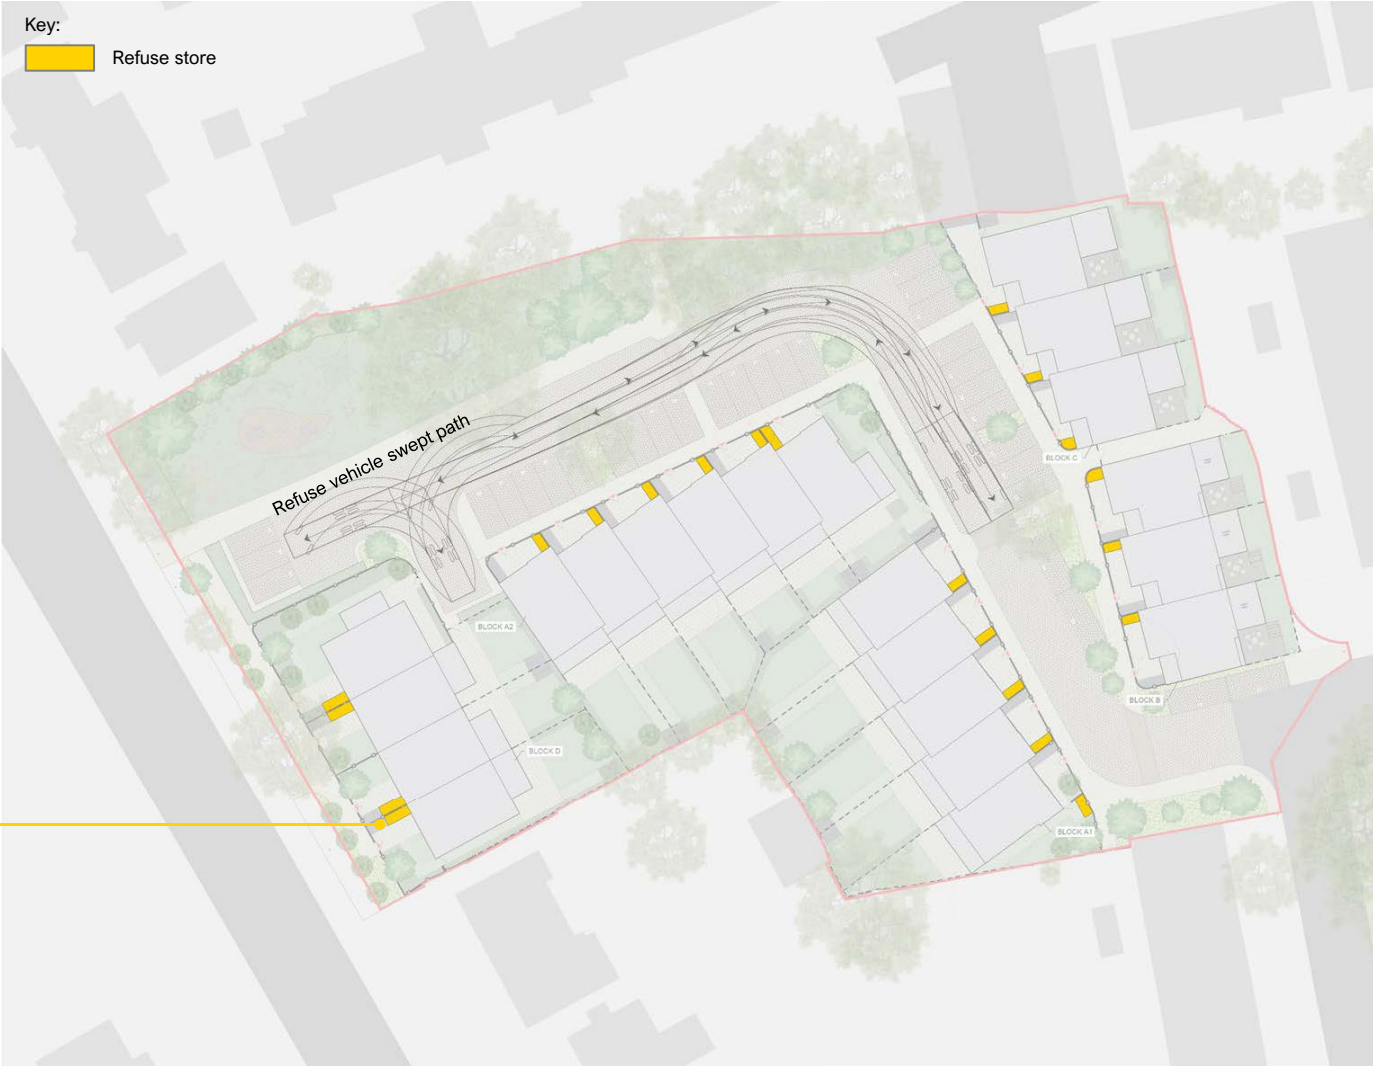 Key:
Refuse store
Refuse vehicle swept path
BLOCK C
BLOCK A2
BLOCK B
BLOCK D
BLOCK A1